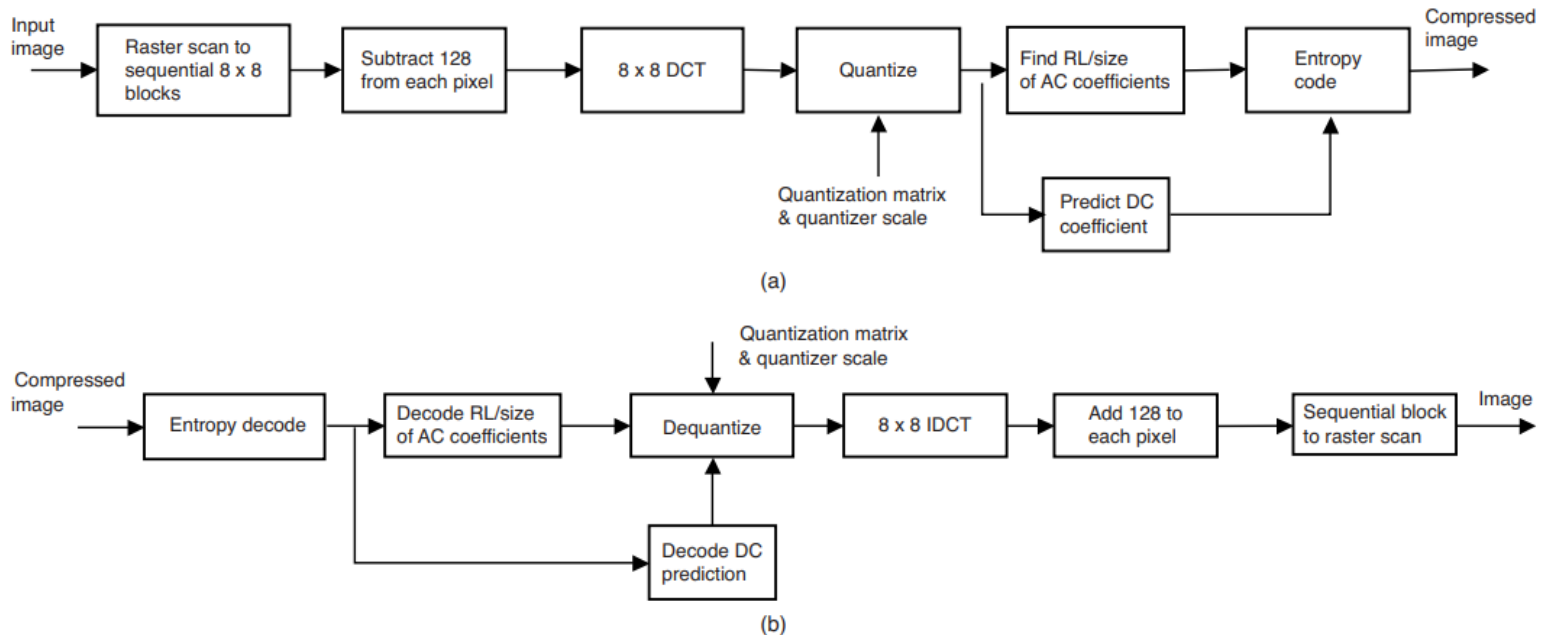 Input
image
Raster scan to
sequential 8 x 8
blocks
Subtract 128
from each pixel
8 x 8 DCT
Quantize
Find RL/size
of AC coefficients
Entropy
code
Compressed
image
Quantization matrix
& quantizer scale
Predict DC
coefficient
(a)
Quantization matrix
& quantizer scale
Compressed
image
Entropy decode
Decode RL/size
of AC coefficients
Dequantize
8 x 8 IDCT
Add 128 to
each pixel
Sequential block
to raster scan
Image
Decode DC
prediction
(b)